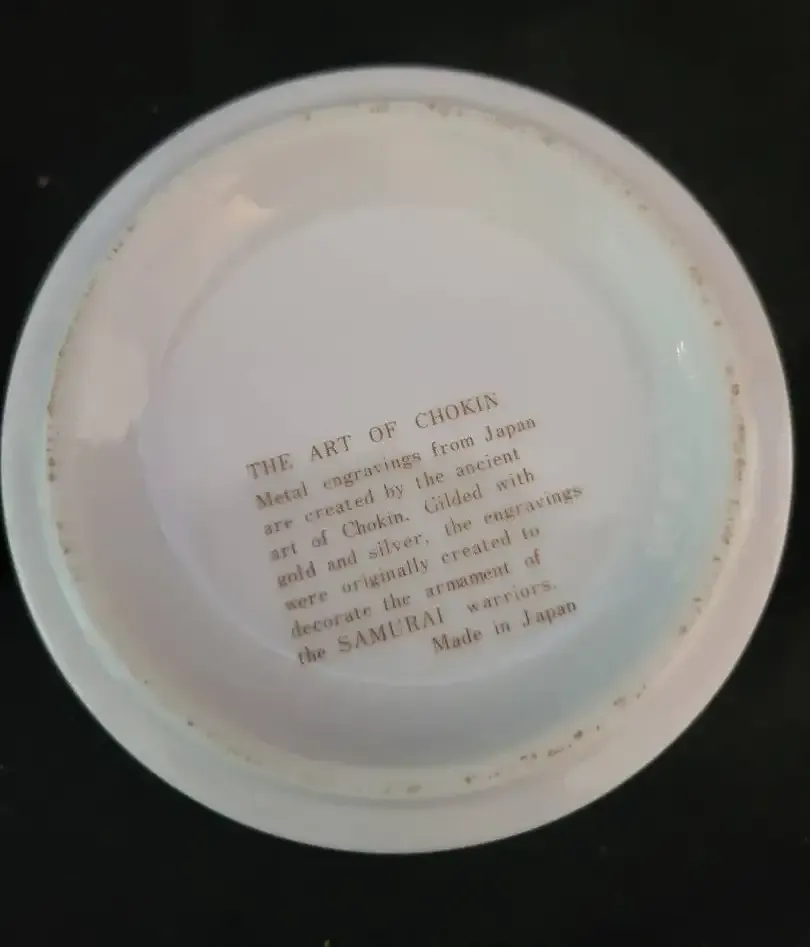 THE ART OF CHOKIN
Metal engravings from Japan
are created by the ancient
art of Chokin. Gilded with
gold and silver, the engravings
were originally created to
decorate the armament of
the SAMURAI warriors.
Made in Japan